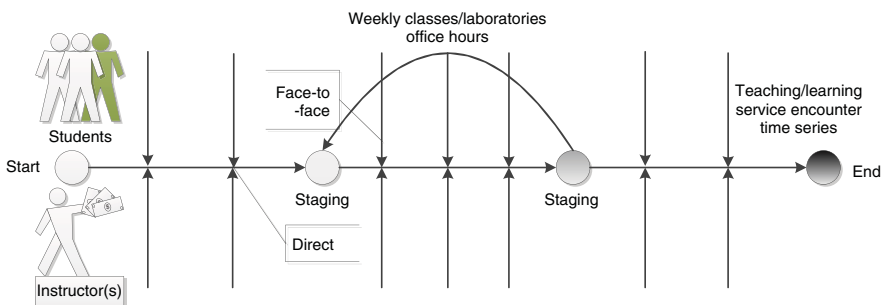 Weekly classes/laboratories
office hours
Face-to
-face
Teaching/learning
service encounter
time series
Students
Start
End
Staging
Staging
Direct
Instructor(s)